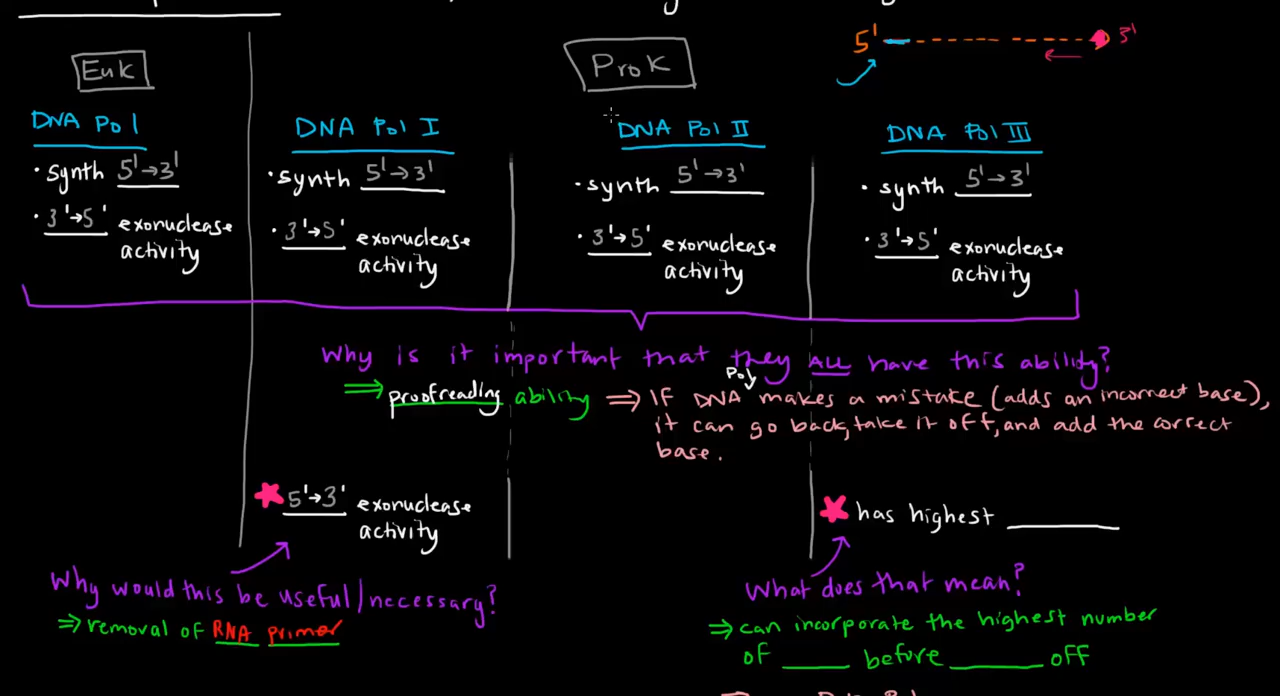 5' 3'
Euk
Prok
DNA Pol
• synth 5'→3'
• 3'→5' exonuclease
activity
DNA Pol I
• synth 5'→3'
• 3'→5' exonuclease
activity
DNA Pol II
• synth 5'→3'
• 3'→5' exonuclease
activity
DNA Pol III
• synth 5'→3'
• 3'→5' exonuclease
activity
Why is it important that they ALL have this ability?
⇒ proofreading ability ⇒ If DNA Poly makes a mistake (adds an incorrect base),
it can go back, take it off, and add the correct
base.
★ 5'→3' exonuclease
activity
Why would this be useful/necessary?
⇒ removal of RNA primer
★ has highest ______
What does that mean?
⇒ can incorporate the highest number
of ____ before ______ off